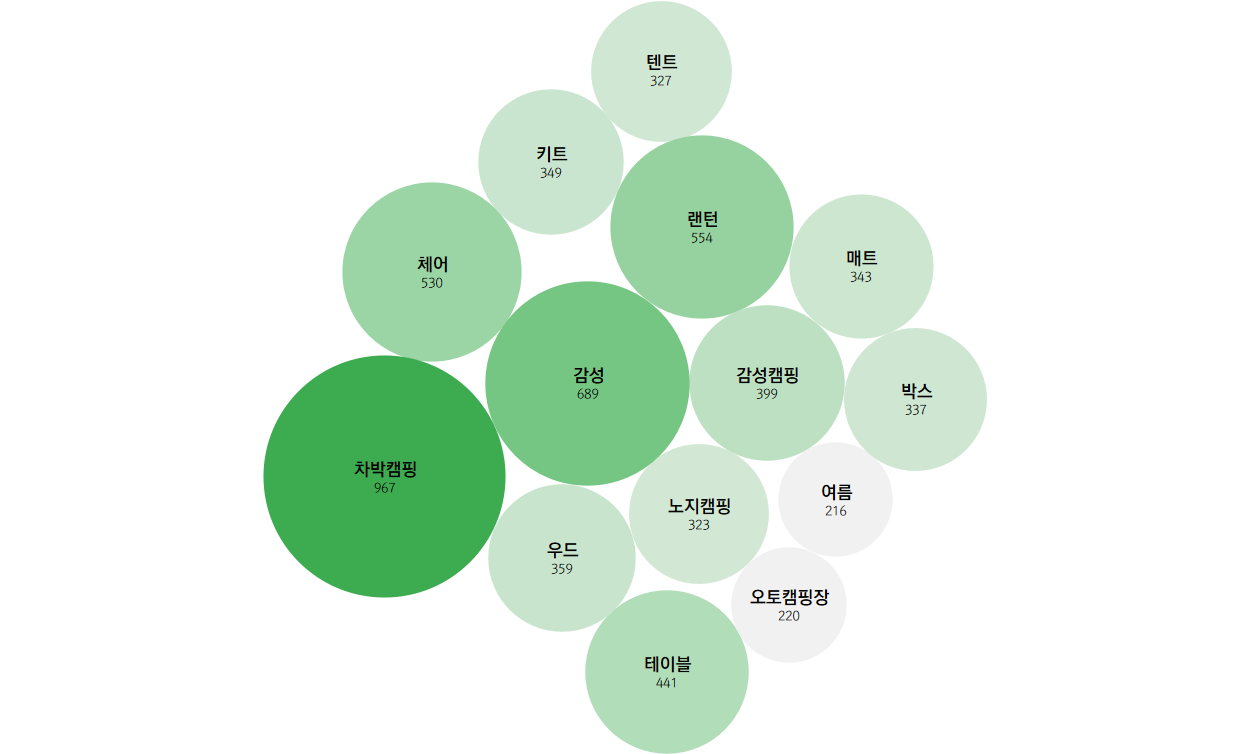 텐트
327
키트
349
랜턴
554
매트
343
체어
530
감성
689
감성캠핑
399
박스
337
차박캠핑
967
노지캠핑
323
여름
216
우드
359
오토캠핑장
220
테이블
441